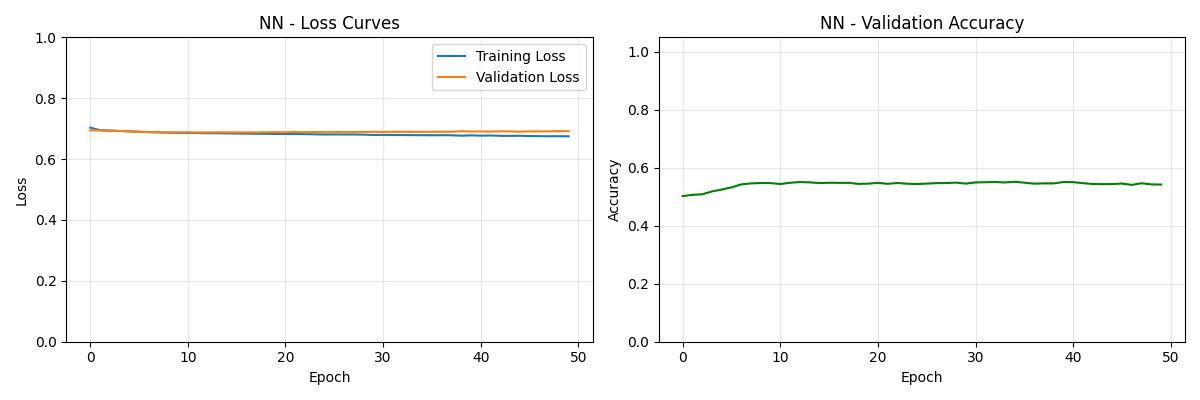 NN - Loss Curves
1.0
0.8
0.6
0.4
0.2
0.0
Loss
Training Loss
Validation Loss
0 10 20 30 40 50
Epoch
NN - Validation Accuracy
1.0
0.8
0.6
0.4
0.2
0.0
Accuracy
0 10 20 30 40 50
Epoch